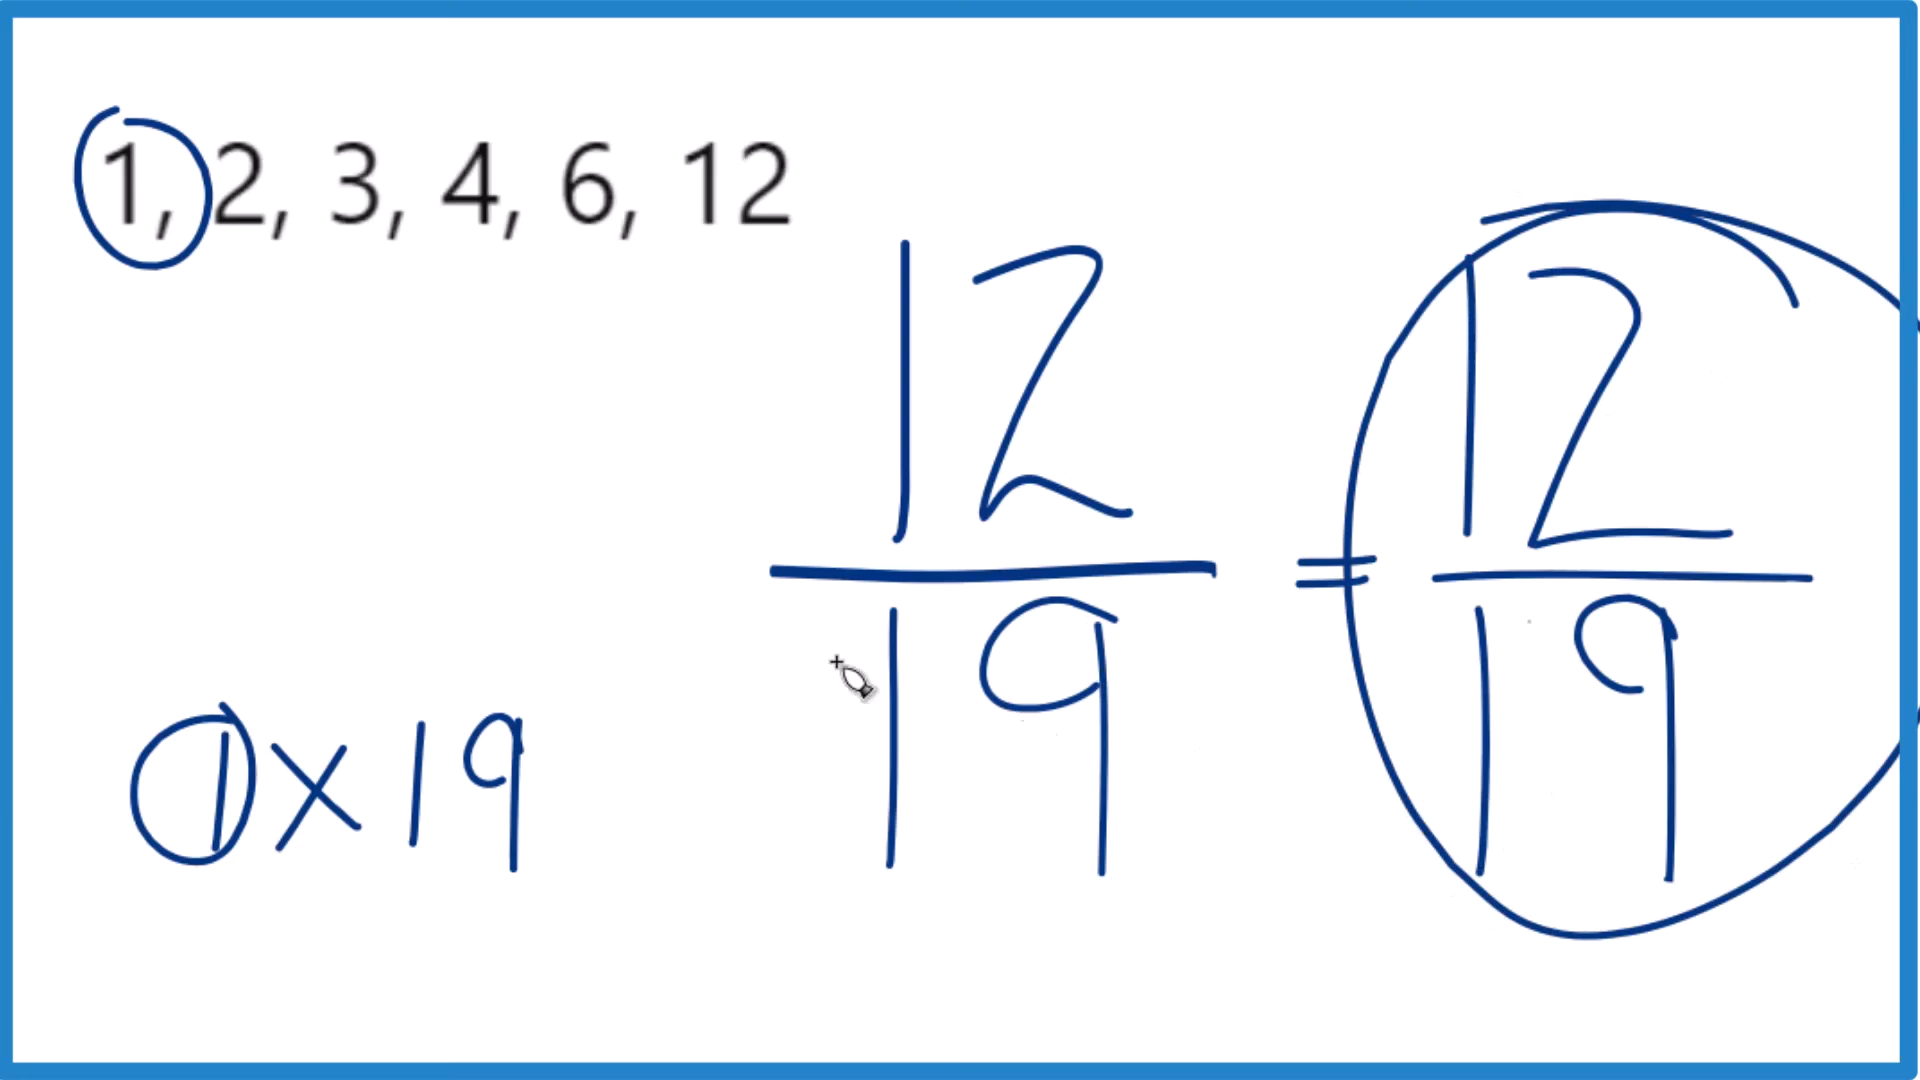 1, 2, 3, 4, 6, 12
12/19 = 12/19
1 x 19